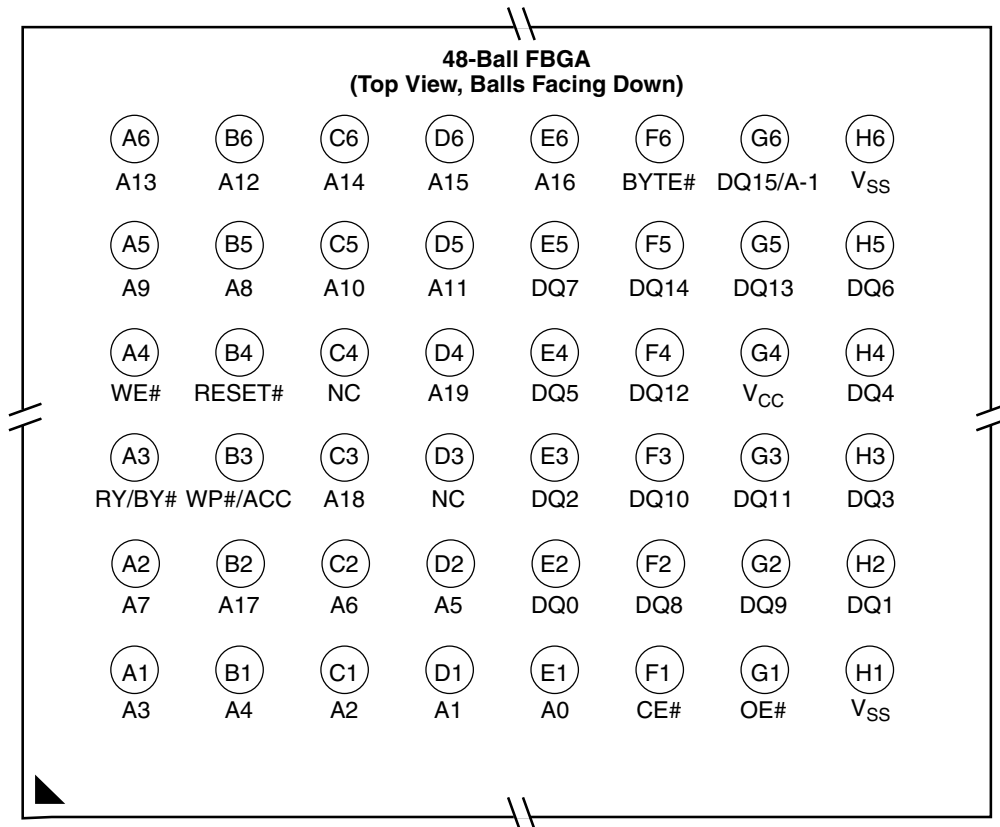 48-Ball FBGA
(Top View, Balls Facing Down)
A6 B6 C6 D6 E6 F6 G6 H6
A13 A12 A14 A15 A16 BYTE# DQ15/A-1 VSS
A5 B5 C5 D5 E5 F5 G5 H5
A9 A8 A10 A11 DQ7 DQ14 DQ13 DQ6
A4 B4 C4 D4 E4 F4 G4 H4
WE# RESET# NC A19 DQ5 DQ12 VCC DQ4
A3 B3 C3 D3 E3 F3 G3 H3
RY/BY# WP#/ACC A18 NC DQ2 DQ10 DQ11 DQ3
A2 B2 C2 D2 E2 F2 G2 H2
A7 A17 A6 A5 DQ0 DQ8 DQ9 DQ1
A1 B1 C1 D1 E1 F1 G1 H1
A3 A4 A2 A1 A0 CE# OE# VSS